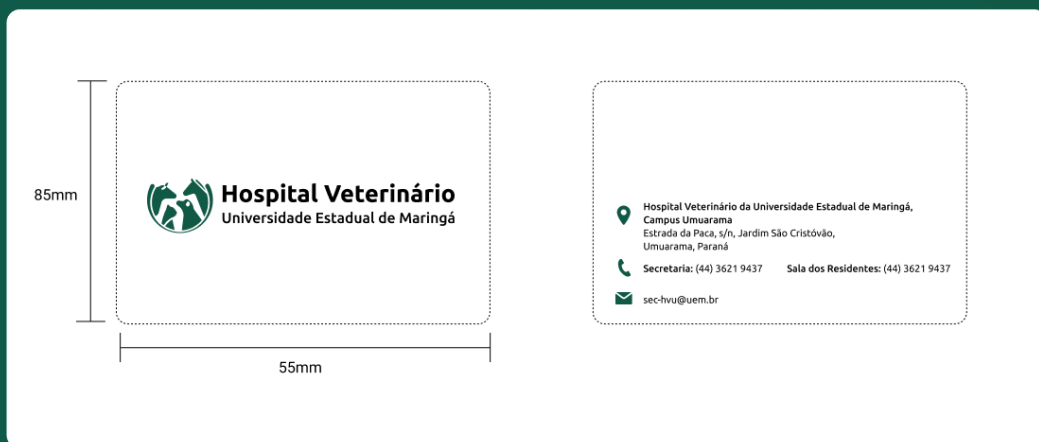 85mm
Hospital Veterinário
Universidade Estadual de Maringá
55mm
Hospital Veterinário da Universidade Estadual de Maringá,
Campus Umuarama
Estrada da Paca, s/n, Jardim São Cristóvão,
Umuarama, Paraná
Secretaria: (44) 3621 9437 Sala dos Residentes: (44) 3621 9437
sec-hvu@uem.br